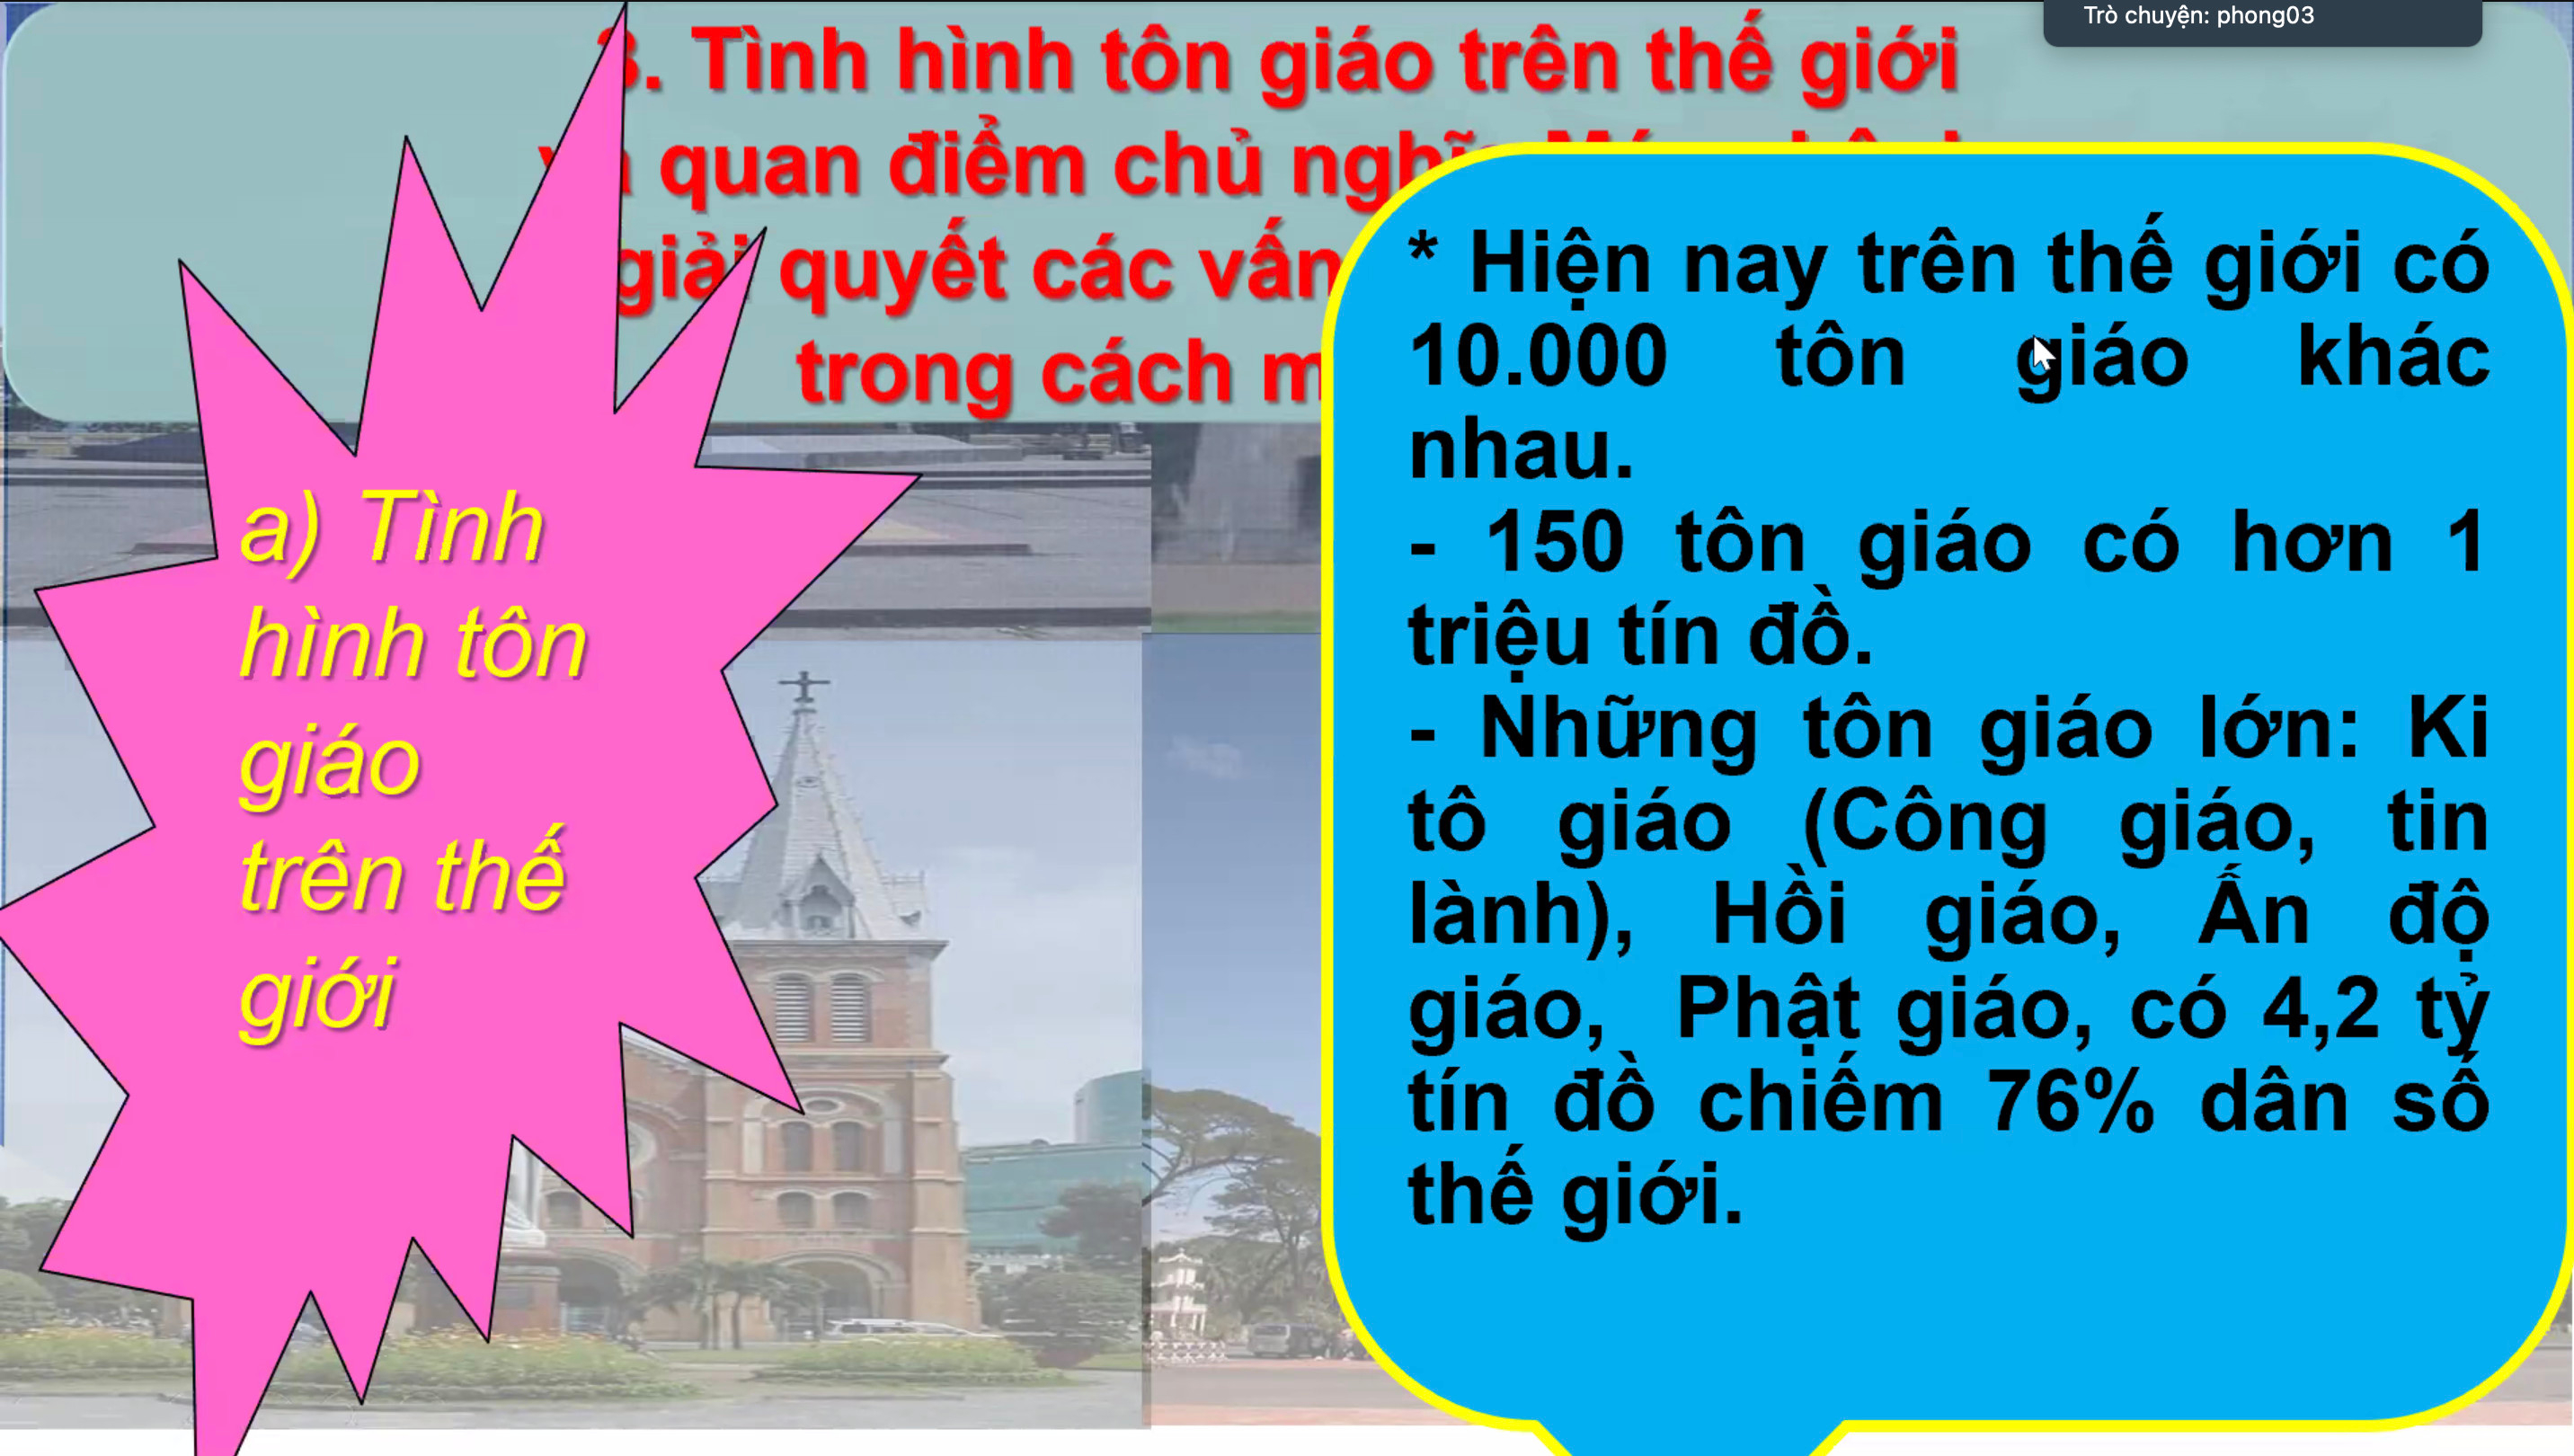 Trò chuyện: phong03
3. Tình hình tôn giáo trên thế giới
và quan điểm chủ nghĩa
giải quyết các vấn
trong cách
a) Tình
hình tôn
giáo
trên thế
giới
* Hiện nay trên thế giới có
10.000 tôn giáo khác
nhau.
- 150 tôn giáo có hơn 1
triệu tín đồ.
- Những tôn giáo lớn: Ki
tô giáo (Công giáo, tin
lành), Hồi giáo, Ấn độ
giáo, Phật giáo, có 4,2 tỷ
tín đồ chiếm 76% dân số
thế giới.